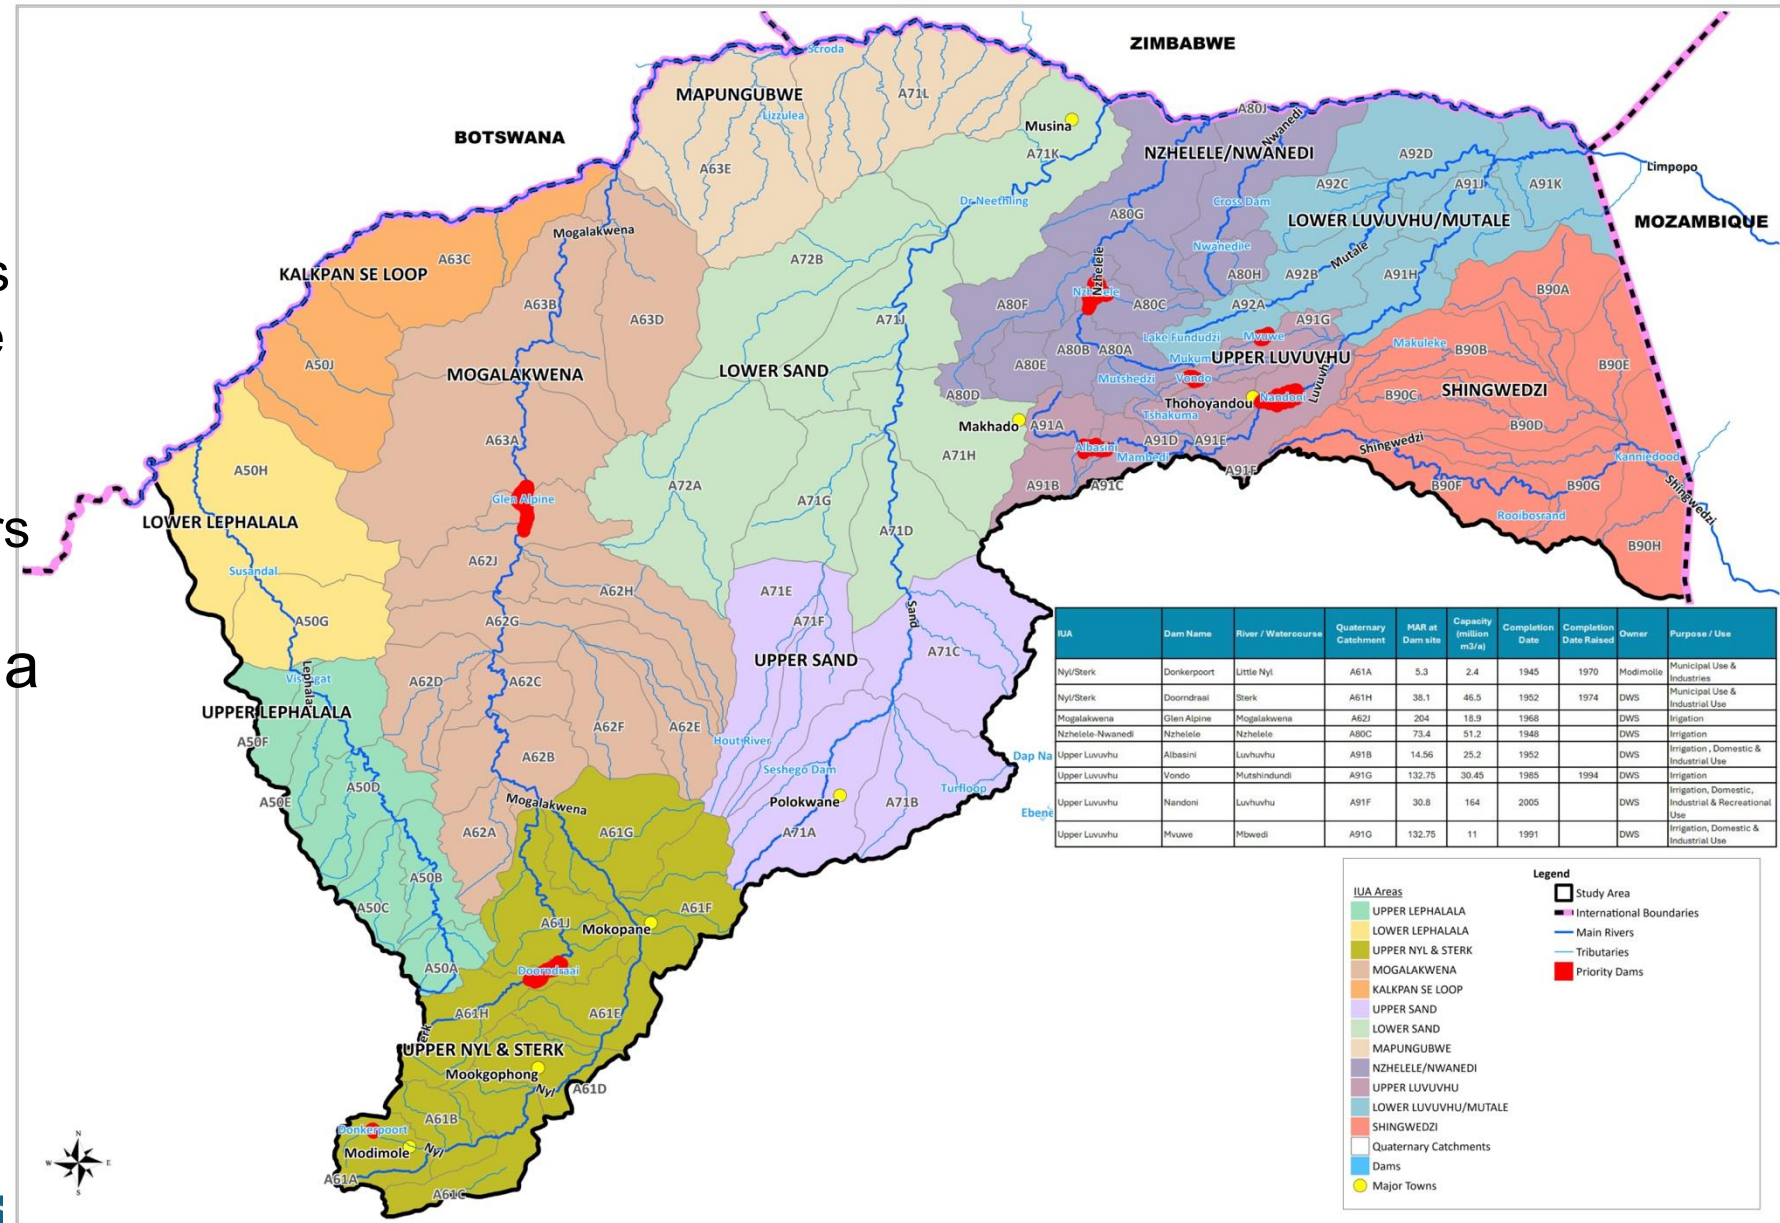 s
e
rs
a
ZIMBABWE
BOTSWANA
MOZAMBIQUE
Scroda
MAPUNGUBWE
A71L
Lizzulea
Musina
A71K
A63E
A80J
Nwanedi
NZHELELE/NWANEDI
A92D
A92C
A91J
A91K
Limpopo
Dr Neethling
Cross Dam
A80G
LOWER LUVUVHU/MUTALE
Mogalakwena
A63C
KALKPAN SE LOOP
A72B
Nzhelele
A80H
A92B
Mutale
A91H
B90A
A63B
A63D
A80F
Nzhelele
A80C
A92A
A71J
A91G
Lake Fundudzi
Mvuwe
Makuleke
B90B
A50J
MOGALAKWENA
LOWER SAND
A80E
A80B
A80A
UPPER LUVUVHU
B90E
Mutshedzi
Vondo
Luvuvhu
SHINGWEDZI
A80D
Thohoyandou
Nandoni
B90C
Tshakuma
B90D
Makhado
A91A
A63A
A91D
A91E
Shingwedzi
A71H
Albasini
Mambedi
Kanniedood
A50H
A91F
A72A
A91B
A91C
B90F
B90G
Shingwedzi
Glen Alpine
A71G
Rooibosrand
LOWER LEPHALALA
A71D
B90H
A62J
Susandal
A62H
A71E
A50G
A62G
A71F
Sand
A71C
UPPER SAND
Lephalala
A62D
A62C
UPPER LEPHALALA
A50F
A62F
A62E
Hout River
A62B
Dap Na
Seshego Dam
A50D
Turfloop
A50E
Mogalakwena
Polokwane
A71B
Ebene
A62A
A61G
A71A
A50B
A50C
A61J
A61F
Mokopane
A50A
Doorndraai
A61H
A61E
UPPER NYL & STERK
Mookgophong
Nyl
A61D
A61B
Donkerpoort
Modimole
Nyl
A61A
A61C
IUA Dam Name River / Watercourse Quaternary Catchment MAR at Dam site Capacity (million m3/a) Completion Date Completion Date Raised Owner Purpose / Use
Nyl/Sterk Donkerpoort Little Nyl A61A 5.3 2.4 1945 1970 Modimolle Municipal Use & Industries
Nyl/Sterk Doorndraai Sterk A61H 38.1 46.5 1952 1974 DWS Municipal Use & Industrial Use
Mogalakwena Glen Alpine Mogalakwena A62J 204 18.9 1968 DWS Irigation
Nzhelele-Nwanedi Nzhelele Nzhelele A80C 73.4 51.2 1948 DWS Irrigation
Upper Luvuvhu Albasini Luvhuvhu A91B 14.56 25.2 1952 DWS Irrigation , Domestic & Industrial Use
Upper Luvuvhu Vondo Mutshindundi A91G 132.75 30.45 1985 1994 DWS Irrigation
Upper Luvuvhu Nandoni Luvhuvhu A91F 30.8 164 2005 DWS Irrigation, Domestic, Industrial & Recreational Use
Upper Luvuvhu Mvuwe Mbwedi A91G 132.75 11 1991 DWS Irrigation, Domestic & Industrial Use
Legend
IUA Areas
UPPER LEPHALALA
LOWER LEPHALALA
UPPER NYL & STERK
MOGALAKWENA
KALKPAN SE LOOP
UPPER SAND
LOWER SAND
MAPUNGUBWE
NZHELELE/NWANEDI
UPPER LUVUVHU
LOWER LUVUVHU/MUTALE
SHINGWEDZI
Quaternary Catchments
Dams
Major Towns
Study Area
International Boundaries
Main Rivers
Tributaries
Priority Dams
N
W
E
S